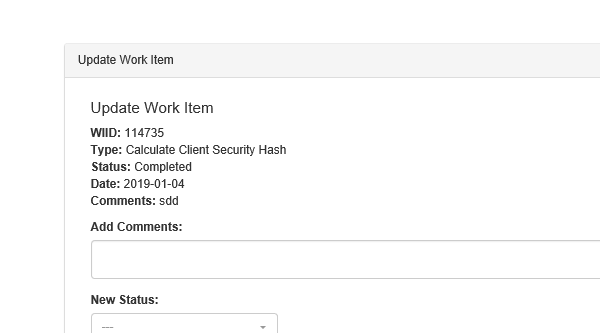 Update Work Item
Update Work Item
WIID: 114735
Type: Calculate Client Security Hash
Status: Completed
Date: 2019-01-04
Comments: sdd
Add Comments:
New Status:
---